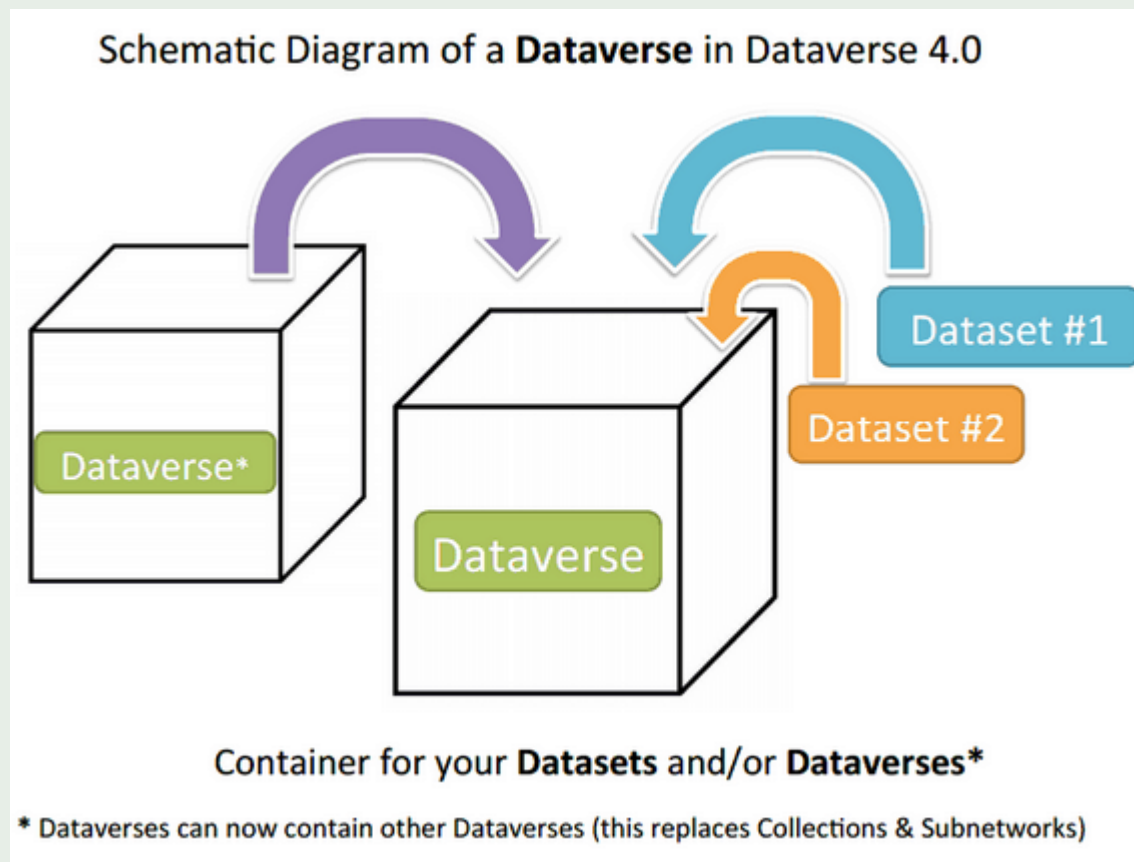 Schematic Diagram of a Dataverse in Dataverse 4.0
Dataset #1
Dataset #2
Dataverse*
Dataverse
Container for your Datasets and/or Dataverses*
* Dataverses can now contain other Dataverses (this replaces Collections & Subnetworks)